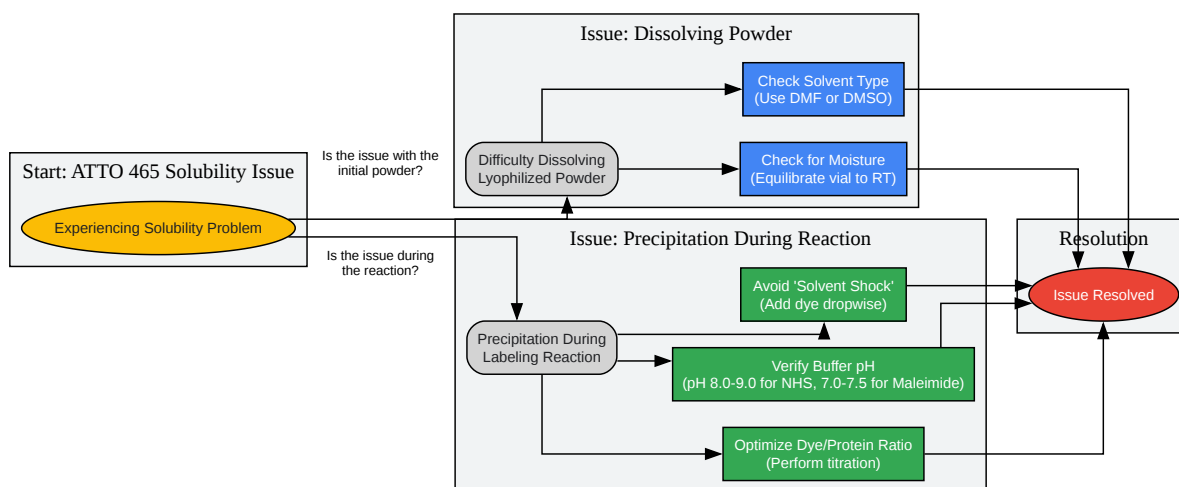 Issue: Dissolving Powder
Check Solvent Type
(Use DMF or DMSO)
Difficulty Dissolving
Lyophilized Powder
Check for Moisture
(Equilibrate vial to RT)
Start: ATTO 465 Solubility Issue
Experiencing Solubility Problem
Is the issue with the
initial powder?
Is the issue during
the reaction?
Issue: Precipitation During Reaction
Avoid 'Solvent Shock'
(Add dye dropwise)
Precipitation During
Labeling Reaction
Verify Buffer pH
(pH 8.0-9.0 for NHS, 7.0-7.5 for Maleimide)
Optimize Dye/Protein Ratio
(Perform titration)
Resolution
Issue Resolved